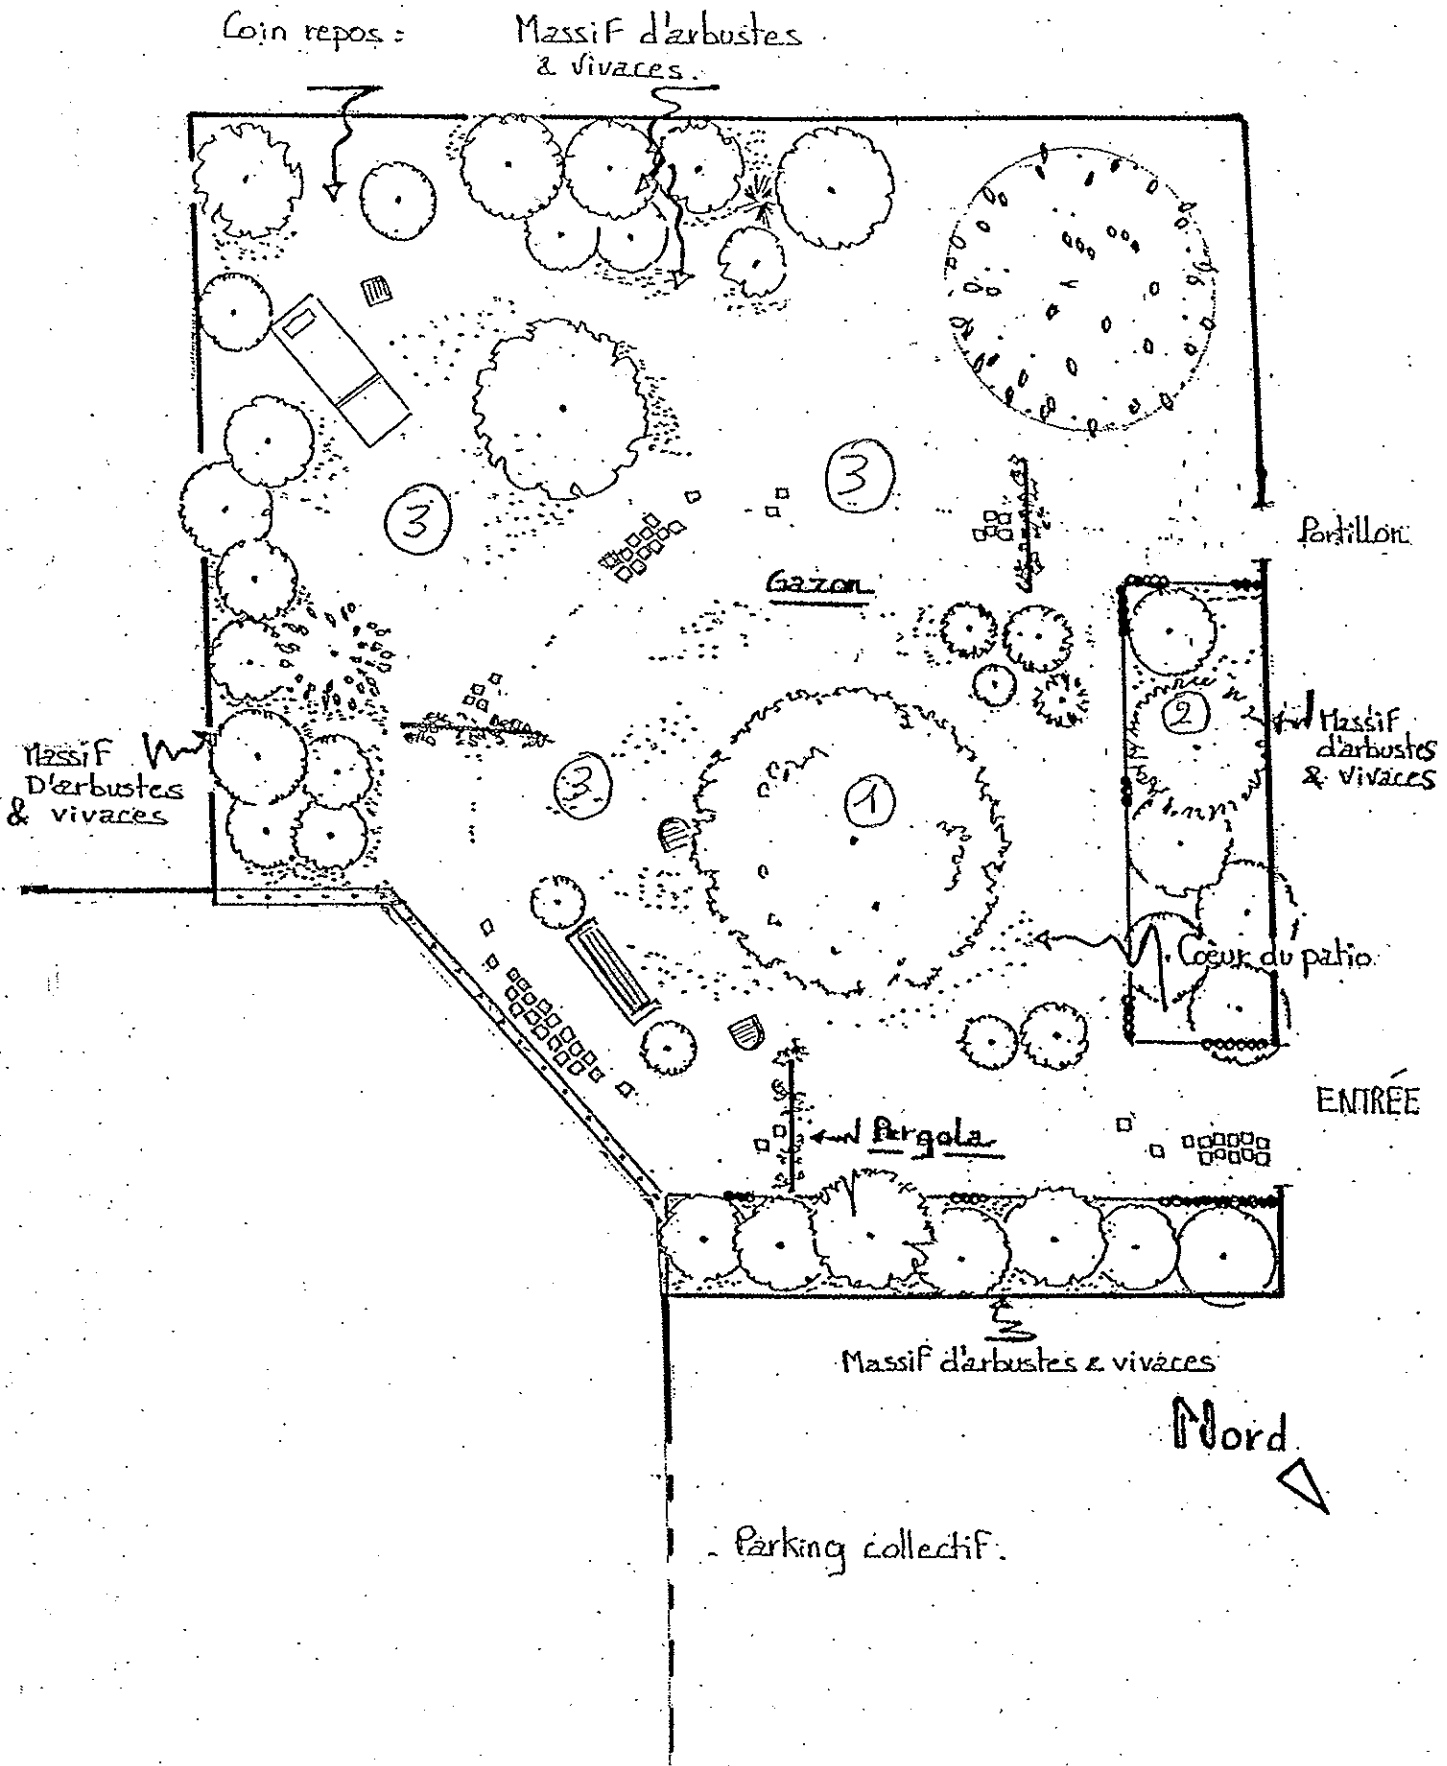 Coin repos :
Massif d'arbustes
& vivaces.
3
3
Portillon
Gazon
2
Massif
d'arbustes
& vivaces
Massif
D'arbustes
& vivaces
3
1
Cœur du patio
ENTRÉE
Pergola
Massif d'arbustes & vivaces
Nord
Parking collectif.